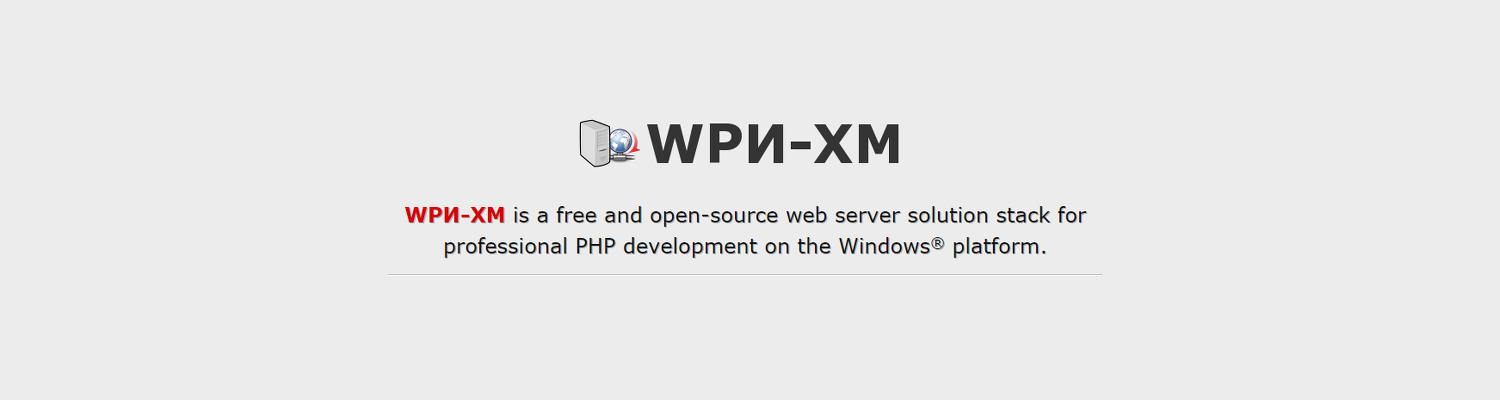 WPИ-XM
WPИ-XM is a free and open-source web server solution stack for
professional PHP development on the Windows® platform.